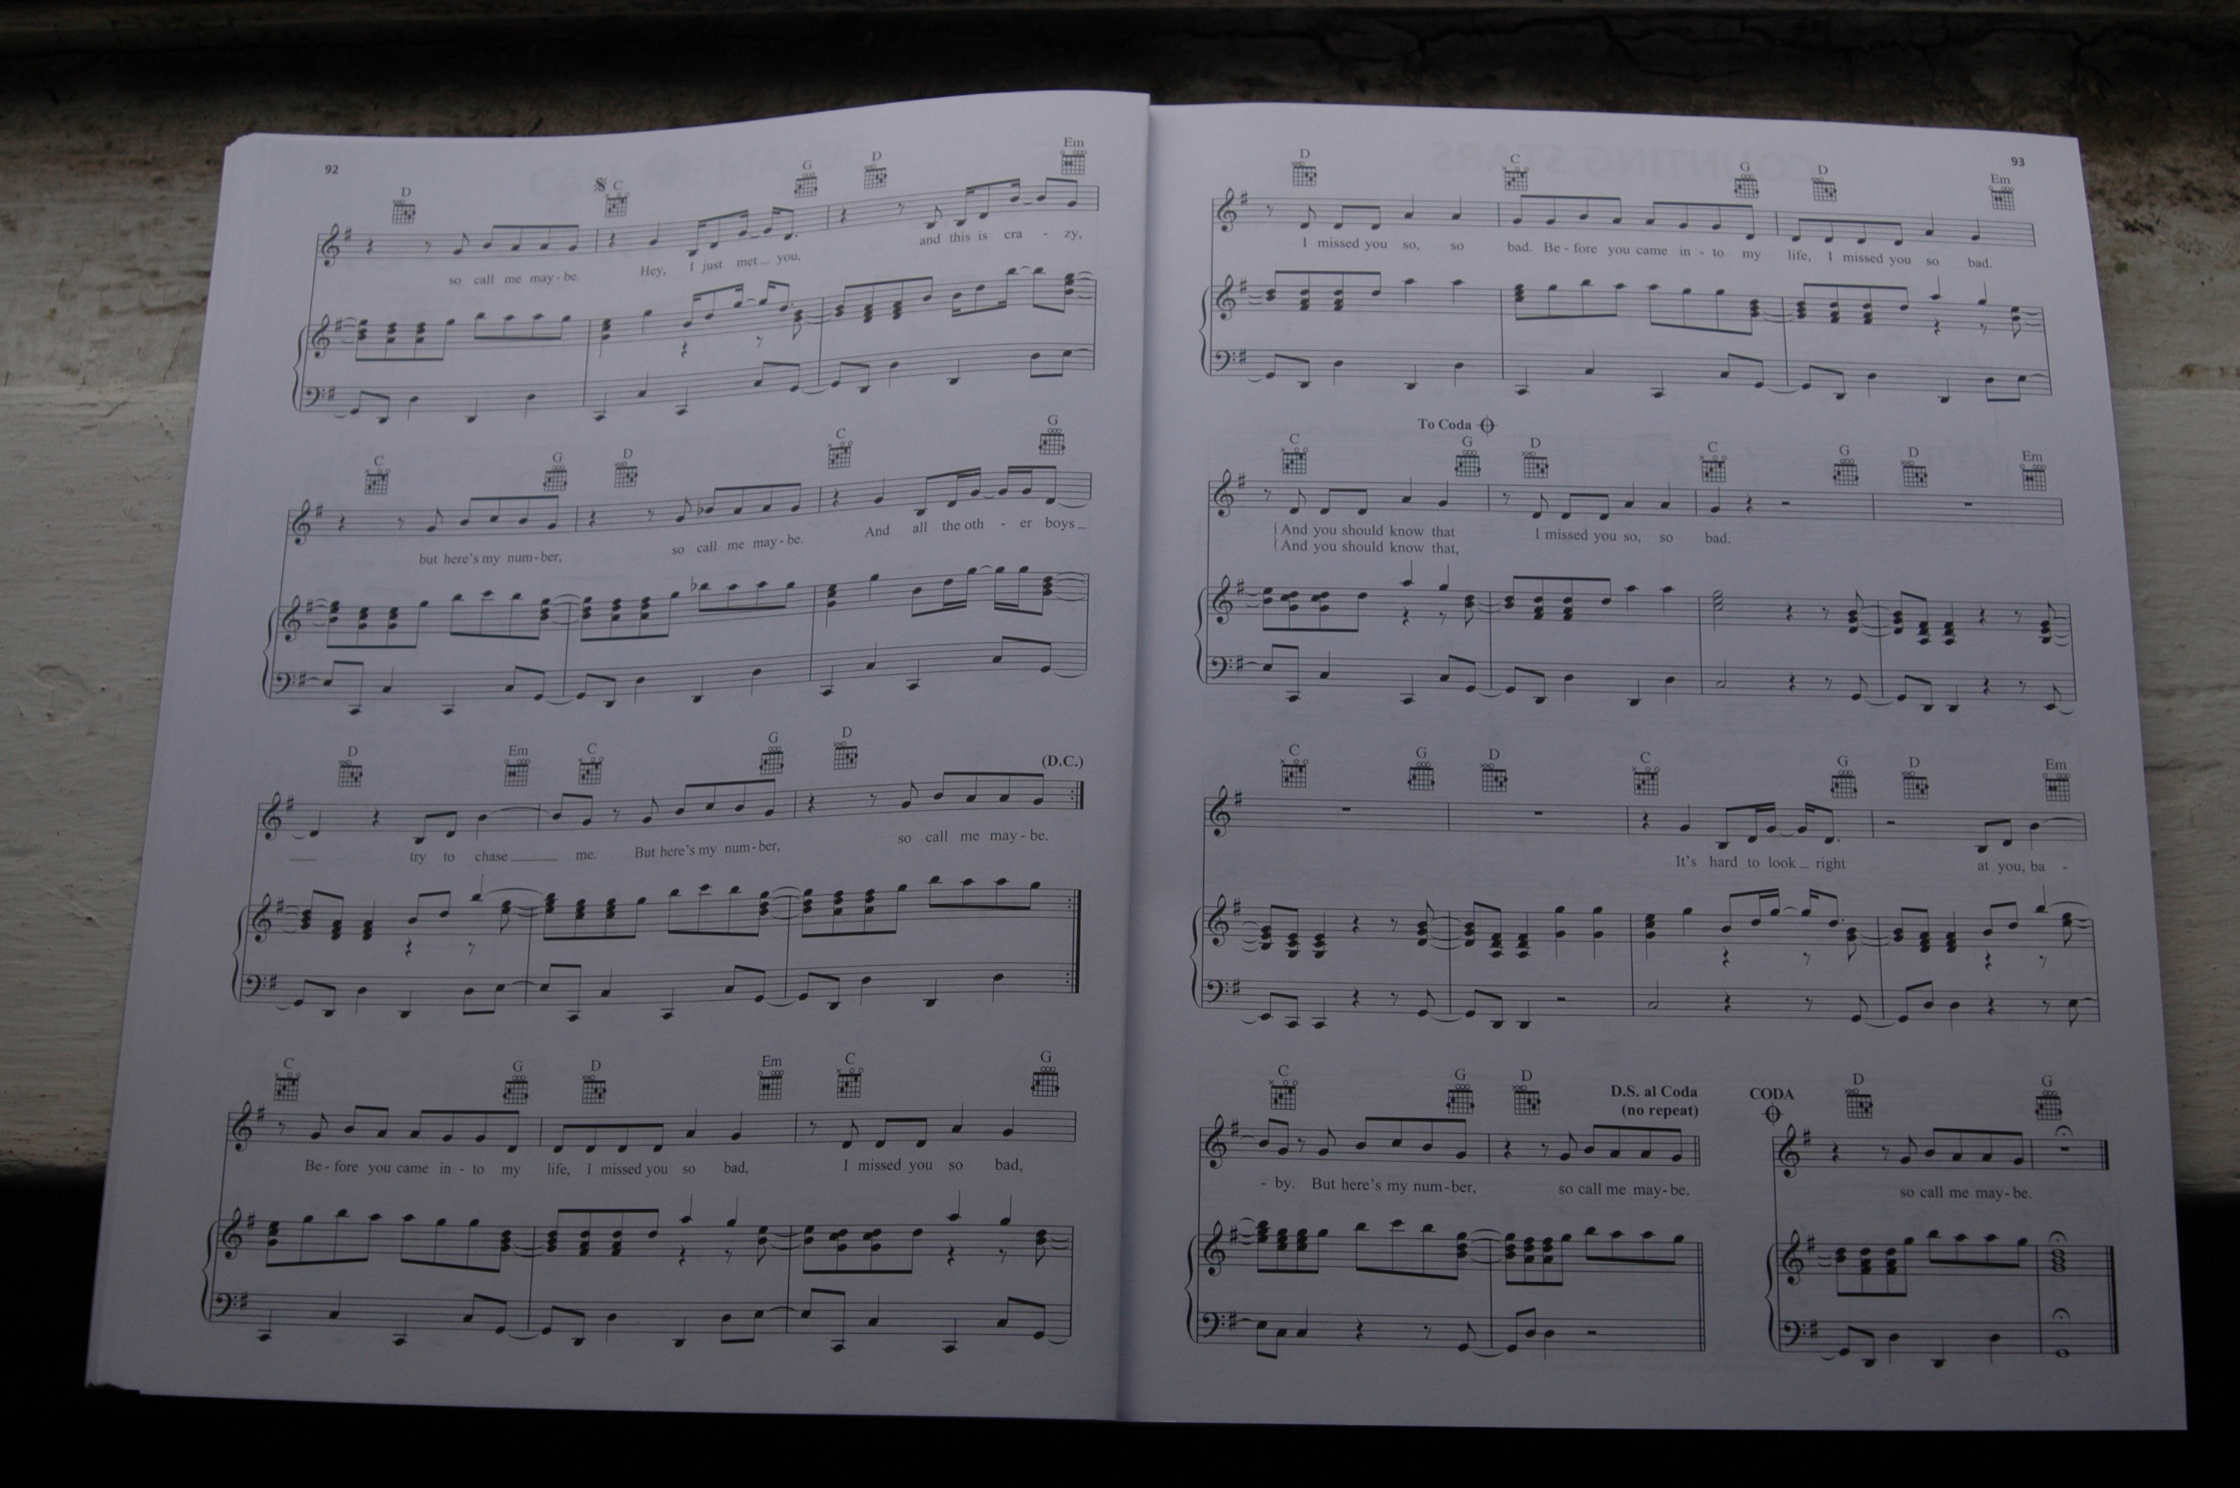 92
D C G D Em
so call me may - be. Hey, I just met you, and this is cra - zy,
C G D C G
but here's my num - ber, so call me may - be. And all the oth - er boys
(D.C.)
D Em C G D
try to chase me. But here's my num - ber, so call me may - be.
C G D Em C G
Be - fore you came in - to my life, I missed you so bad, I missed you so bad,
93
COUNTING STARS
D C G D Em
I missed you so, so bad. Be - fore you came in - to my life, I missed you so bad.
To Coda
C G D C G D Em
And you should know that I missed you so, so bad.
And you should know that,
C G D C G D Em
It's hard to look right at you, ba -
D.S. al Coda
(no repeat)
CODA
C G D D G
- by. But here's my num - ber, so call me may - be. so call me may - be.